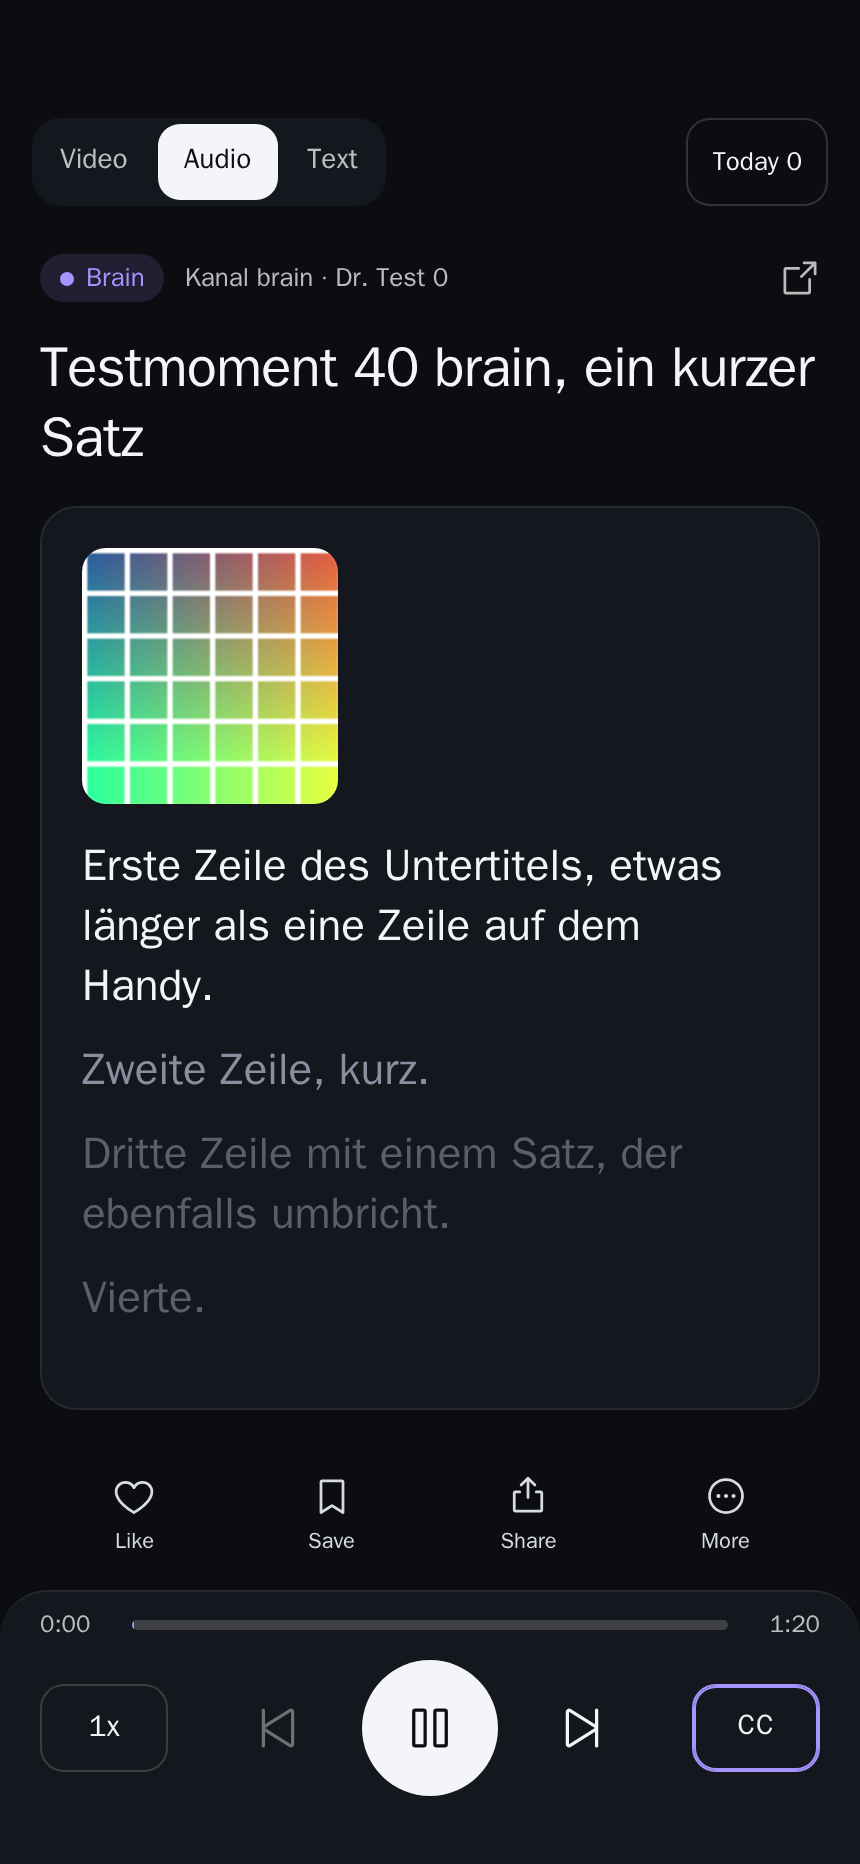 Video Audio Text Today 0
Brain Kanal brain · Dr. Test 0
Testmoment 40 brain, ein kurzer
Satz
Erste Zeile des Untertitels, etwas
länger als eine Zeile auf dem
Handy.
Zweite Zeile, kurz.
Dritte Zeile mit einem Satz, der
ebenfalls umbricht.
Vierte.
Like Save Share More
0:00 1:20
1x CC